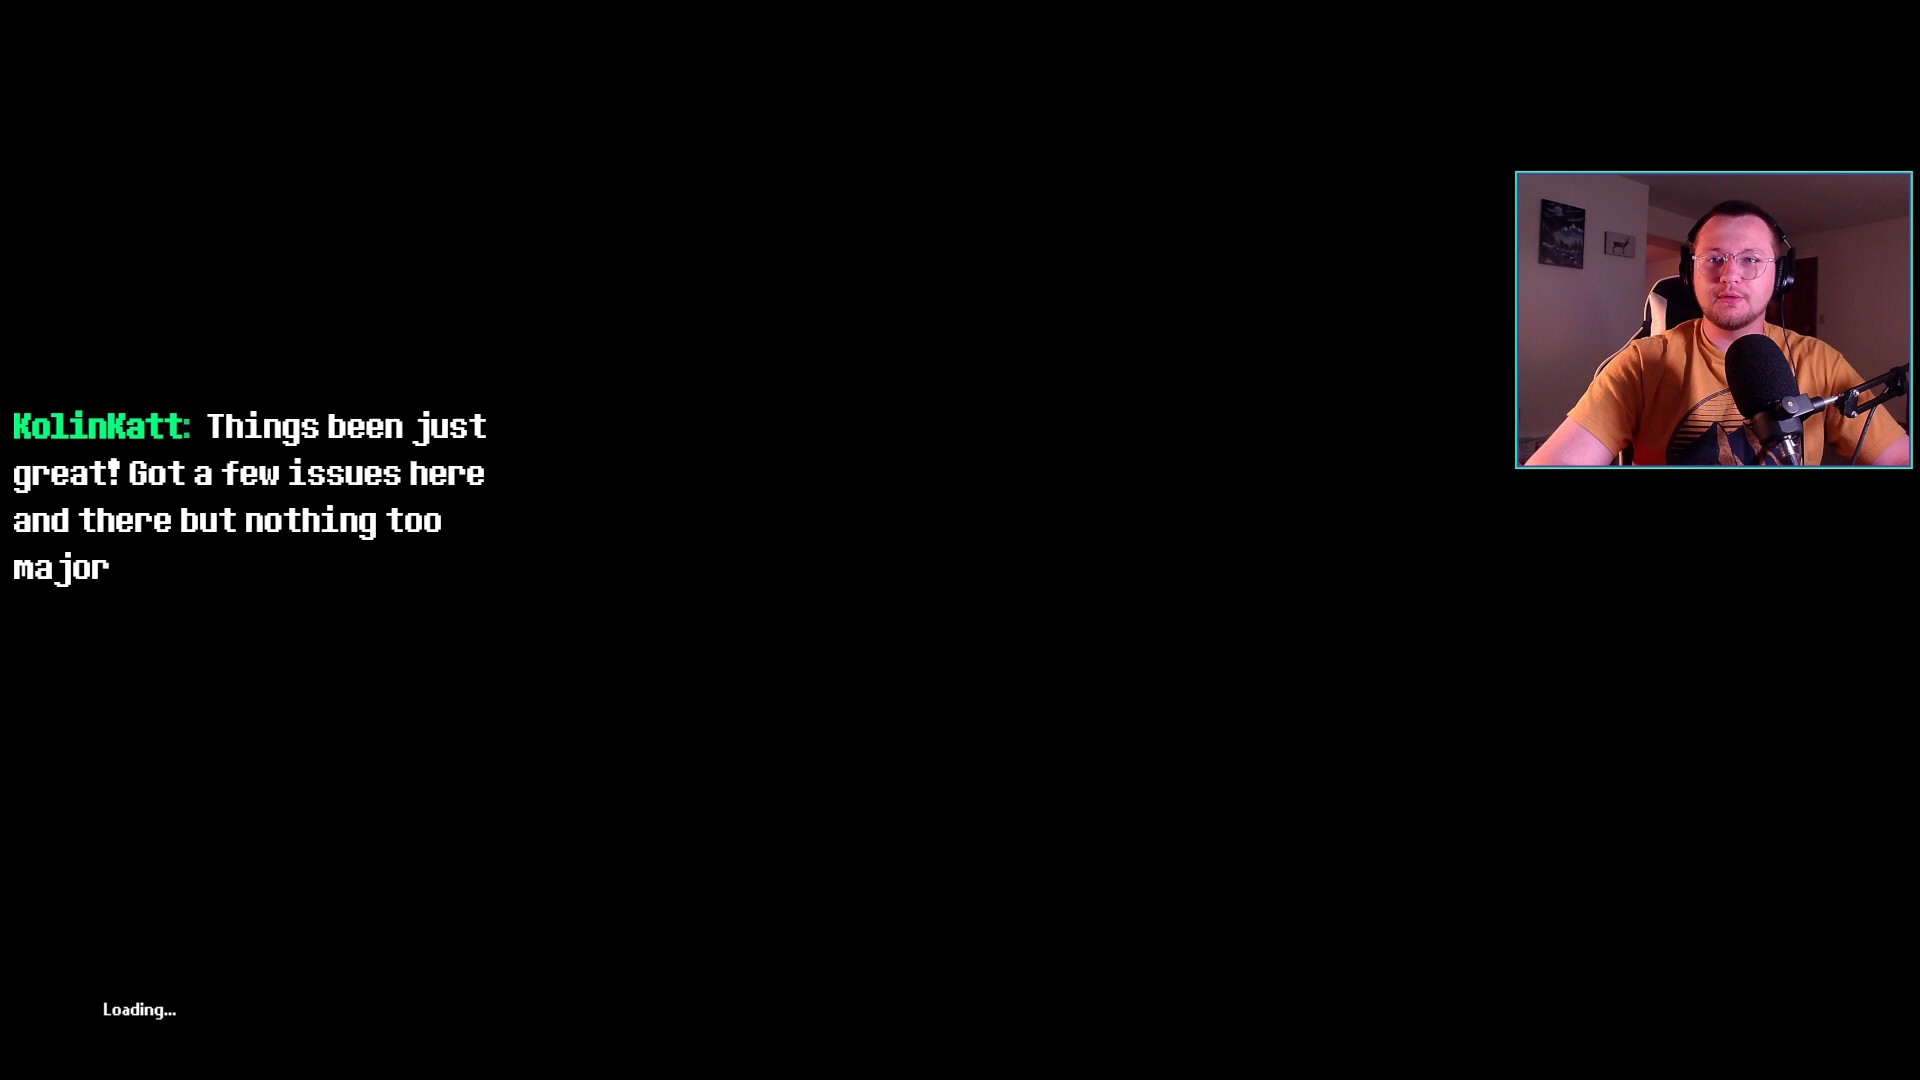 KolinKatt: Things been just
great! Got a few issues here
and there but nothing too
major
Loading...